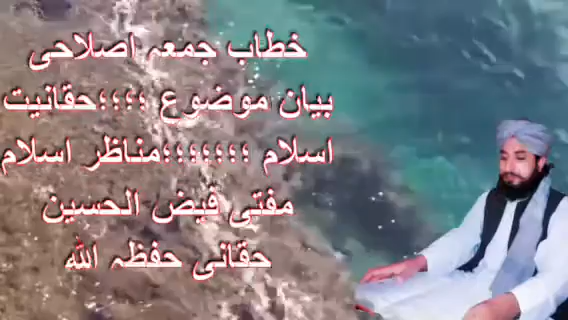 خطاب جمعہ اصلاحی
بیان موضوع ؛؛؛؛حقانیت
اسلام ؛؛؛؛؛؛؛مناظر اسلام
مفتی فیض الحسین
حقانی حفظہ اللہ